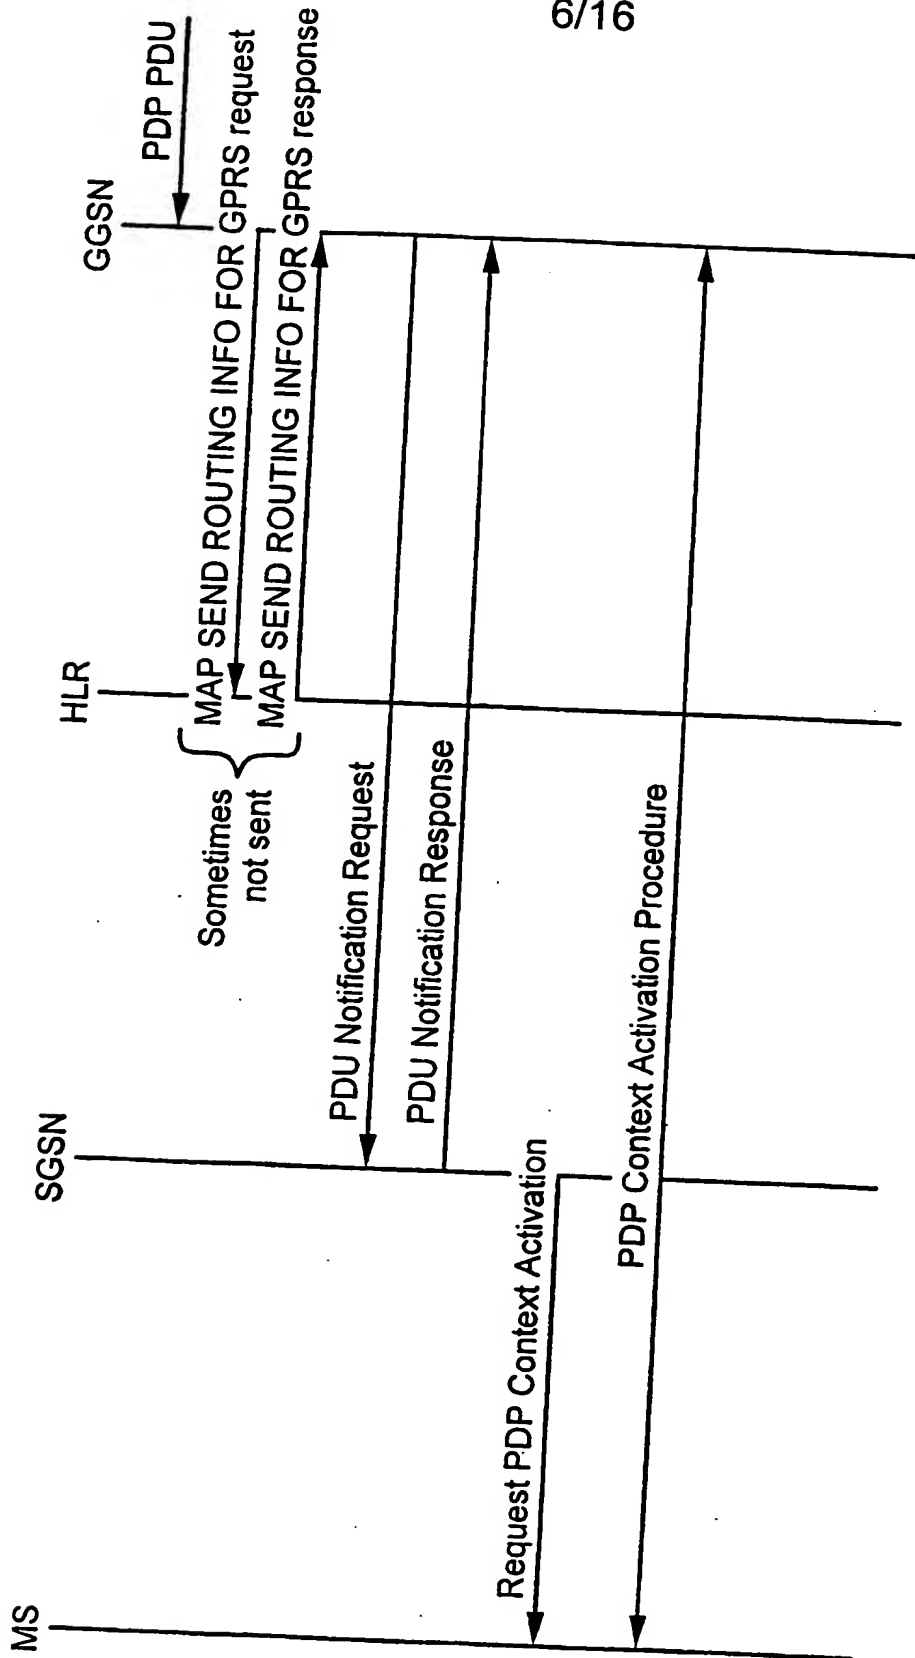 6/16
MS
SGSN
HLR
GGSN
PDP PDU
MAP SEND ROUTING INFO FOR GPRS request
MAP SEND ROUTING INFO FOR GPRS response
Sometimes
not sent
PDU Notification Request
PDU Notification Response
Request PDP Context Activation
PDP Context Activation Procedure